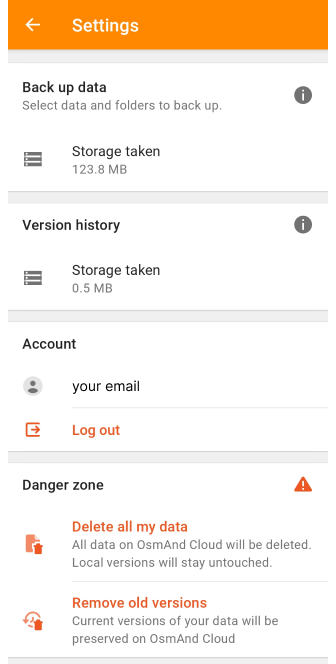 Settings
Back up data
Select data and folders to back up.
Storage taken
123.8 MB
Version history
Storage taken
0.5 MB
Account
your email
Log out
Danger zone
Delete all my data
All data on OsmAnd Cloud will be deleted.
Local versions will stay untouched.
Remove old versions
Current versions of your data will be
preserved on OsmAnd Cloud